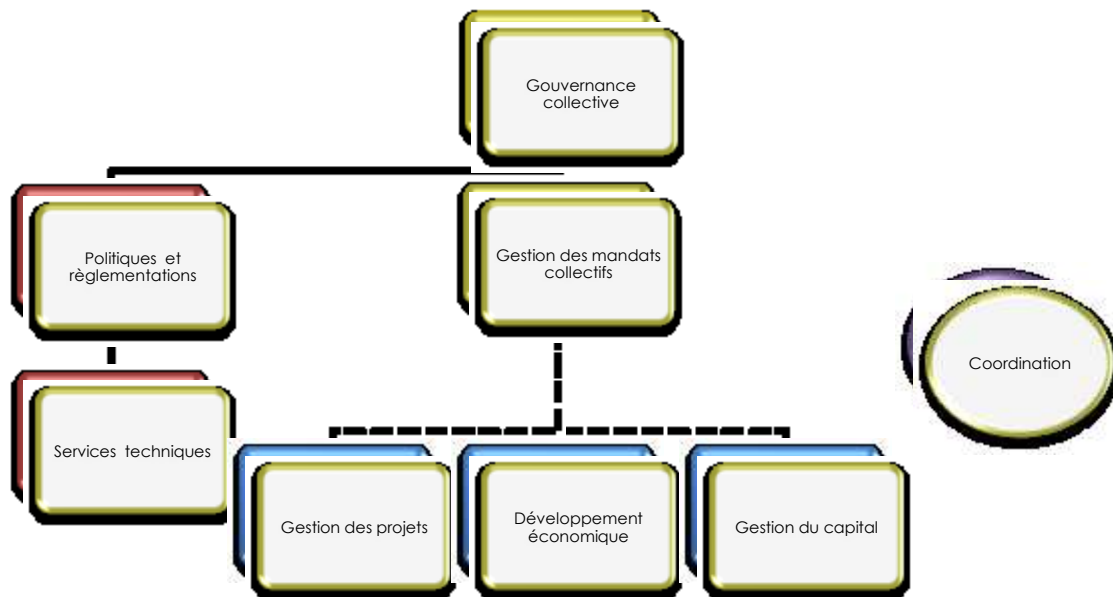 Gouvernance
collective
Politiques et
règlementations
Gestion des mandats
collectifs
Coordination
Services techniques
Gestion des projets
Développement
économique
Gestion du capital